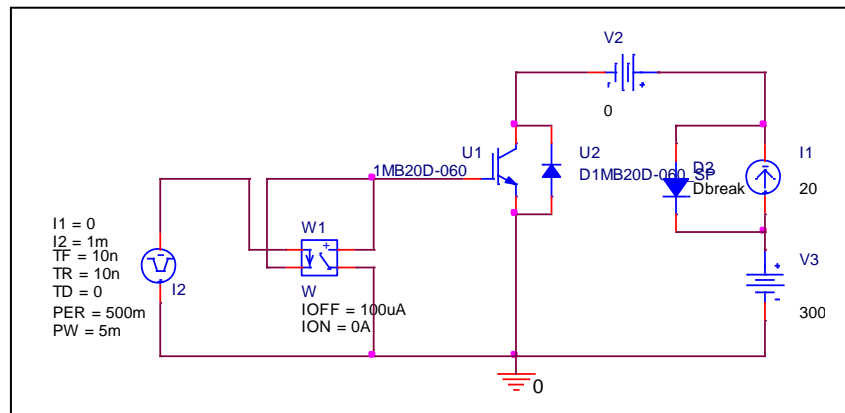 V2
0
U1
1MB20D-060
U2
D1MB20D-060_SP
D2
Dbreak
I1
20
I1 = 0
I2 = 1m
TF = 10n
TR = 10n
TD = 0
PER = 500m
PW = 5m
I2
W1
W
IOFF = 100uA
ION = 0A
V3
300
0